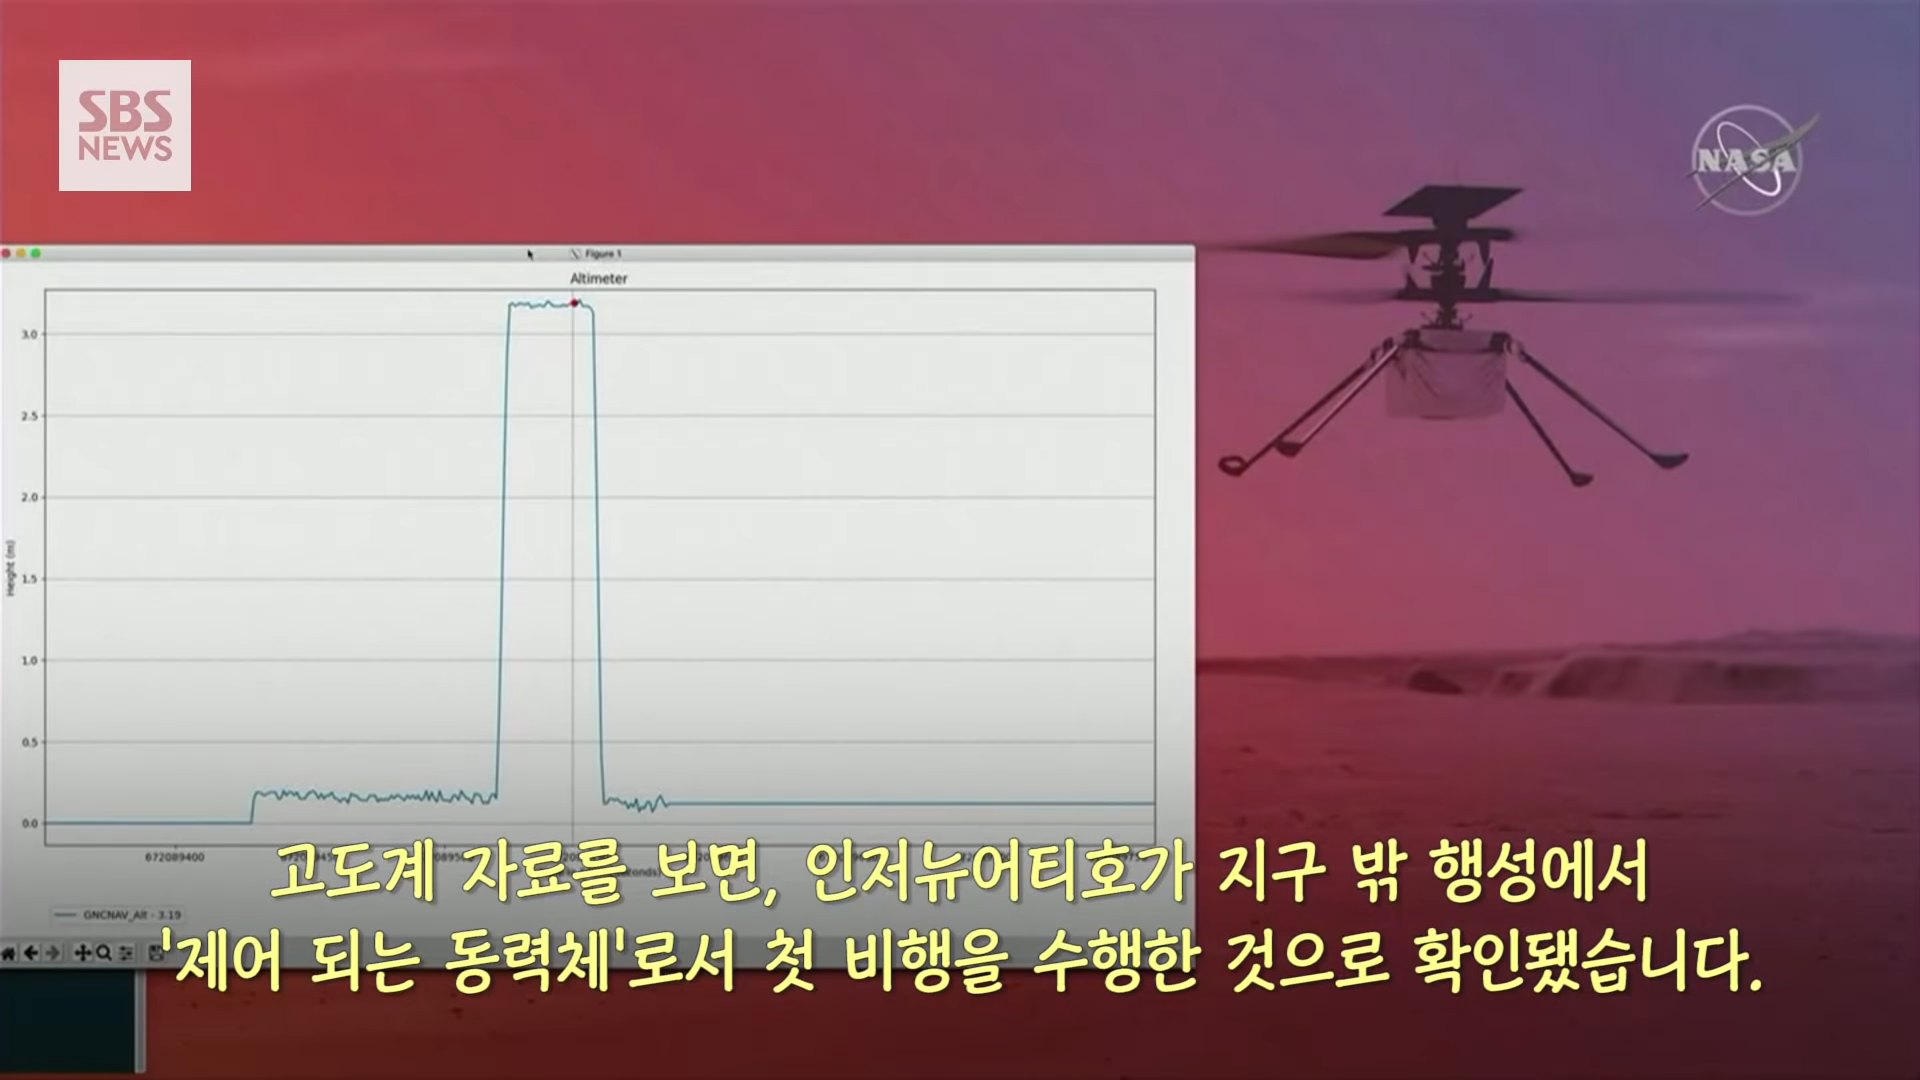 SBS
NEWS
NASA
Figure 1
Altimeter
3.0
2.5
2.0
1.5
1.0
0.5
0.0
Height (m)
672089400
GNCNAV_Alt - 3.19
고도계 자료를 보면, 인저뉴어티호가 지구 밖 행성에서
'제어 되는 동력체'로서 첫 비행을 수행한 것으로 확인됐습니다.